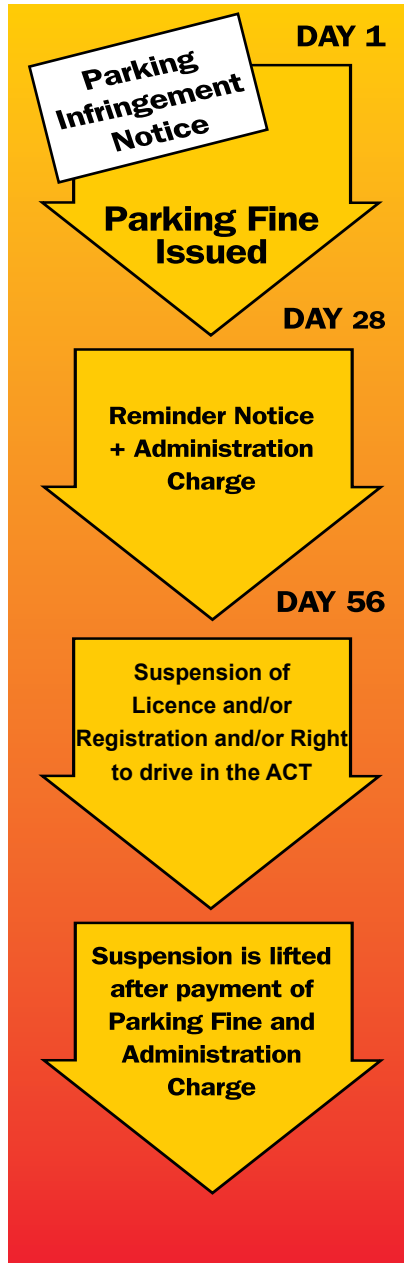 DAY 1
Parking
Infringement
Notice
Parking Fine
Issued
DAY 28
Reminder Notice
+ Administration
Charge
DAY 56
Suspension of
Licence and/or
Registration and/or Right
to drive in the ACT
Suspension is lifted
after payment of
Parking Fine and
Administration
Charge